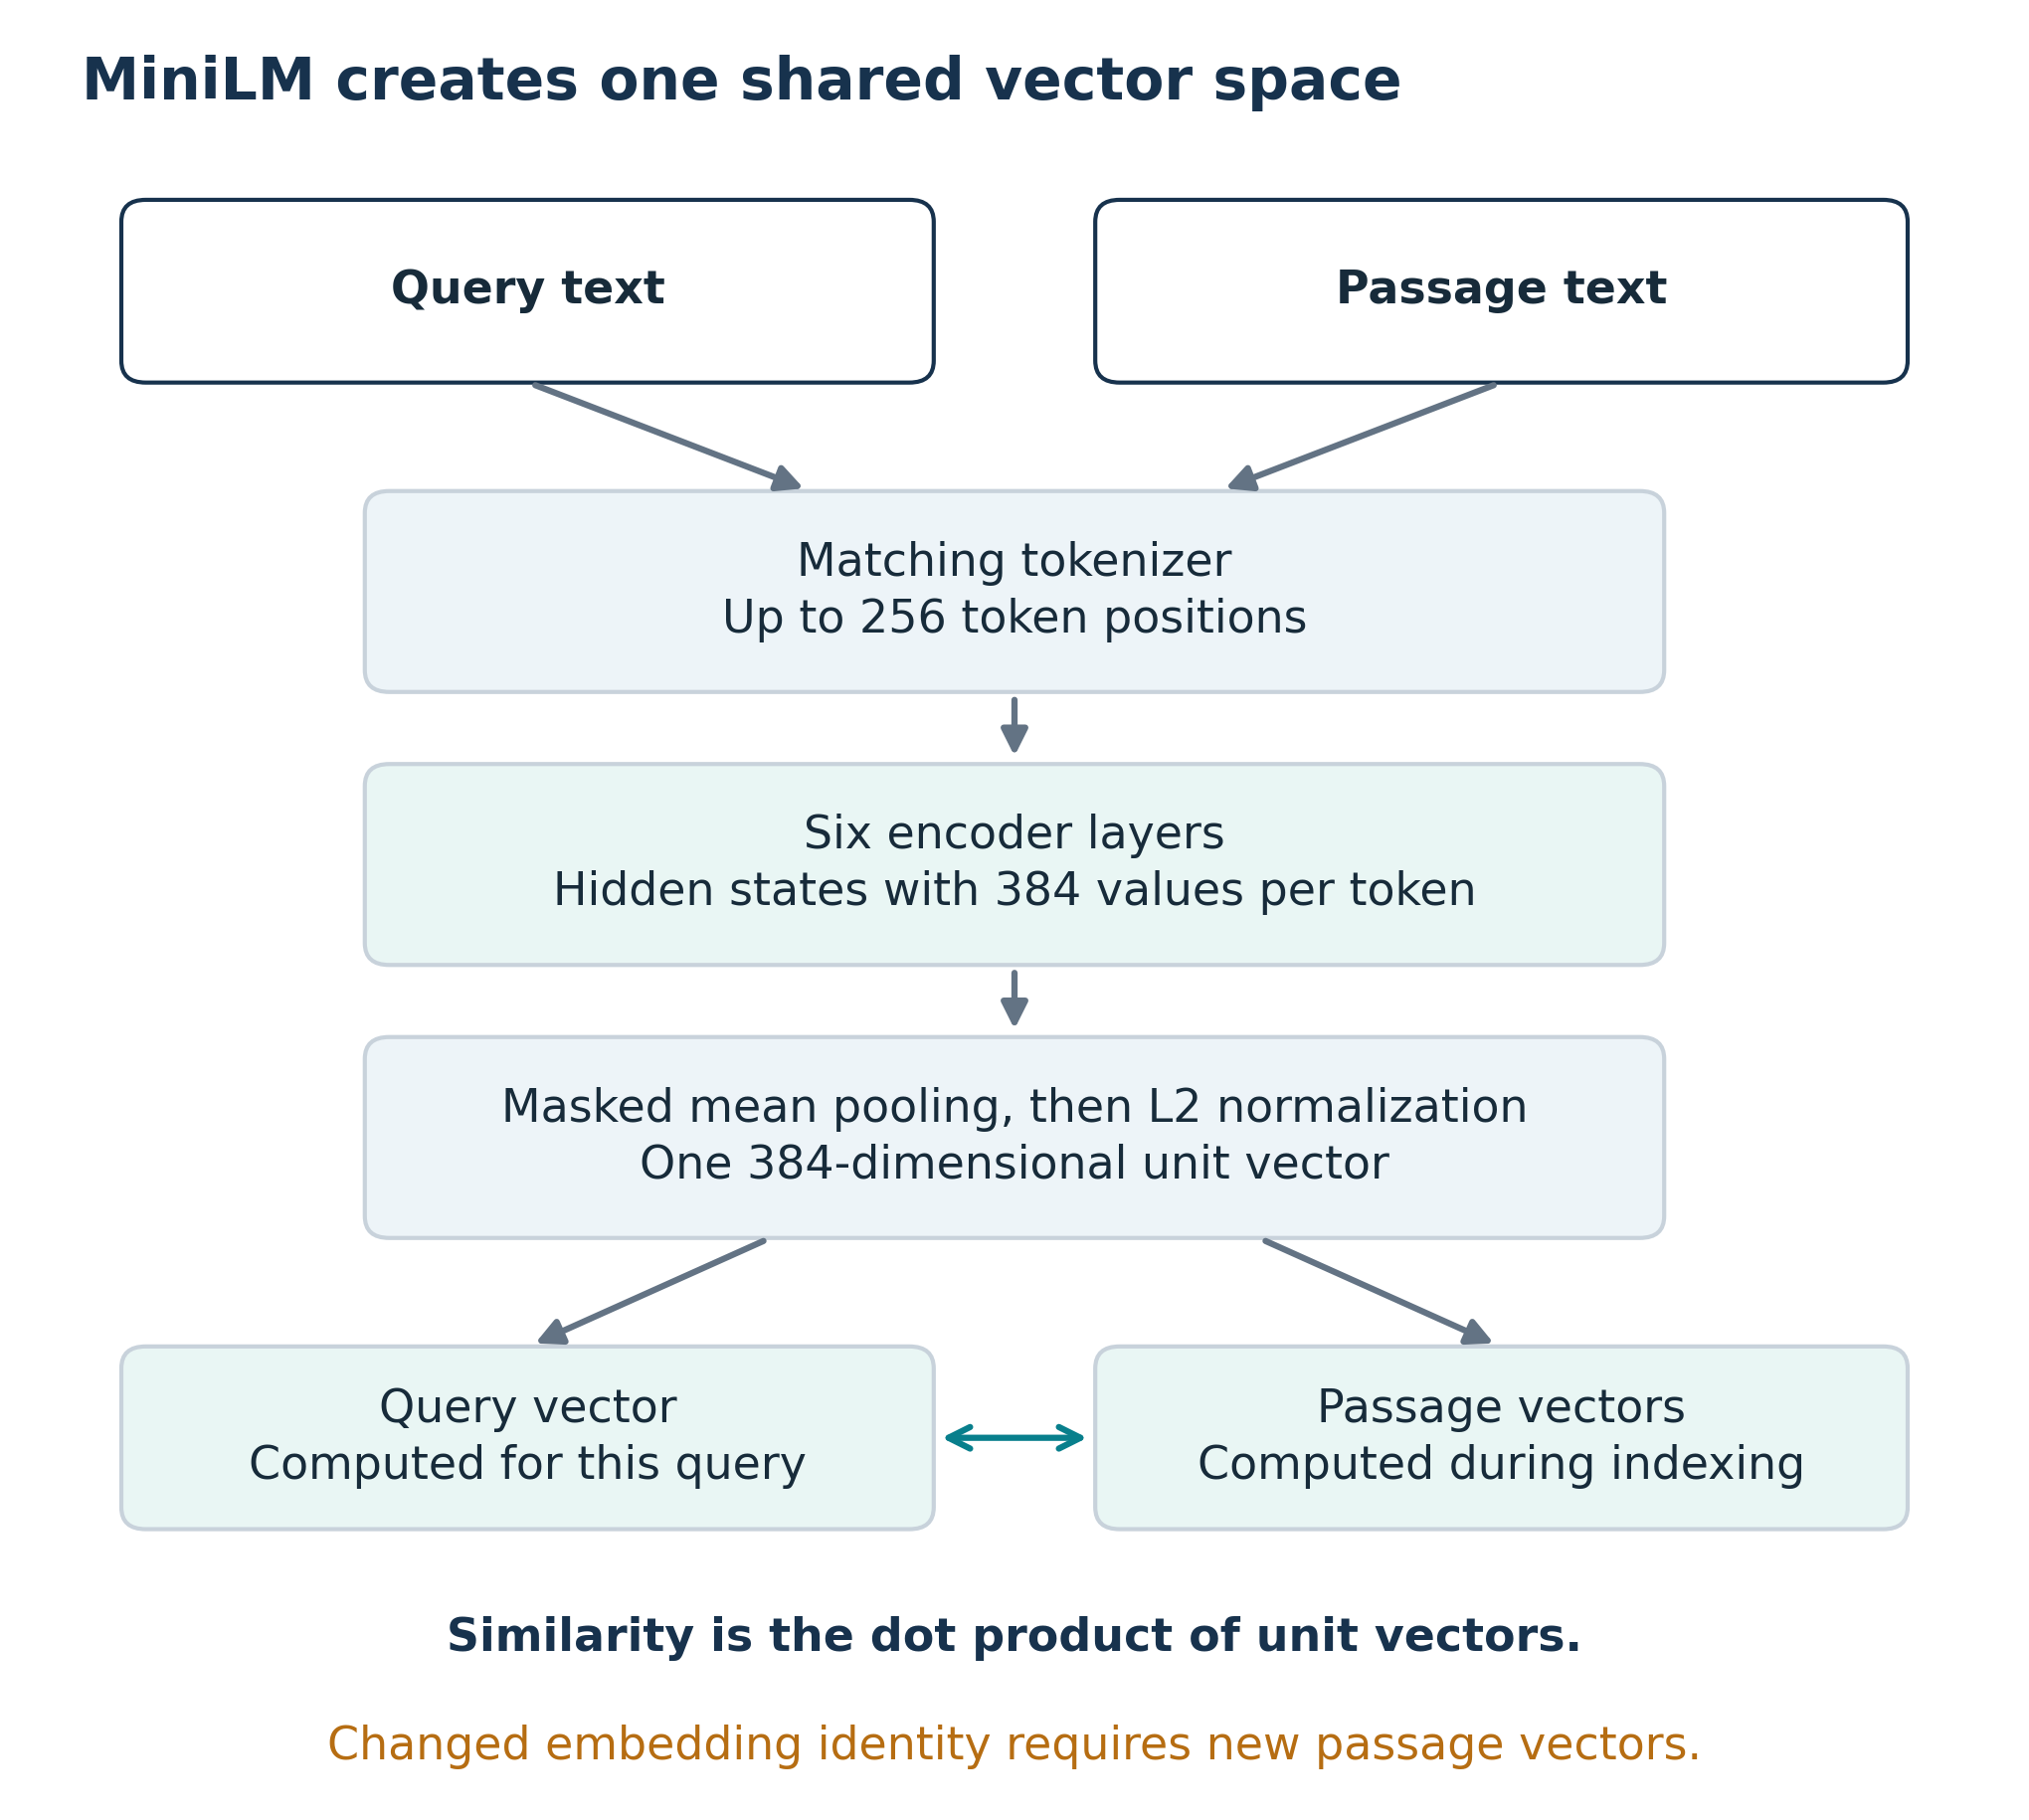 MiniLM creates one shared vector space
Query text
Passage text
Matching tokenizer
Up to 256 token positions
Six encoder layers
Hidden states with 384 values per token
Masked mean pooling, then L2 normalization
One 384-dimensional unit vector
Query vector
Computed for this query
Passage vectors
Computed during indexing
Similarity is the dot product of unit vectors.
Changed embedding identity requires new passage vectors.